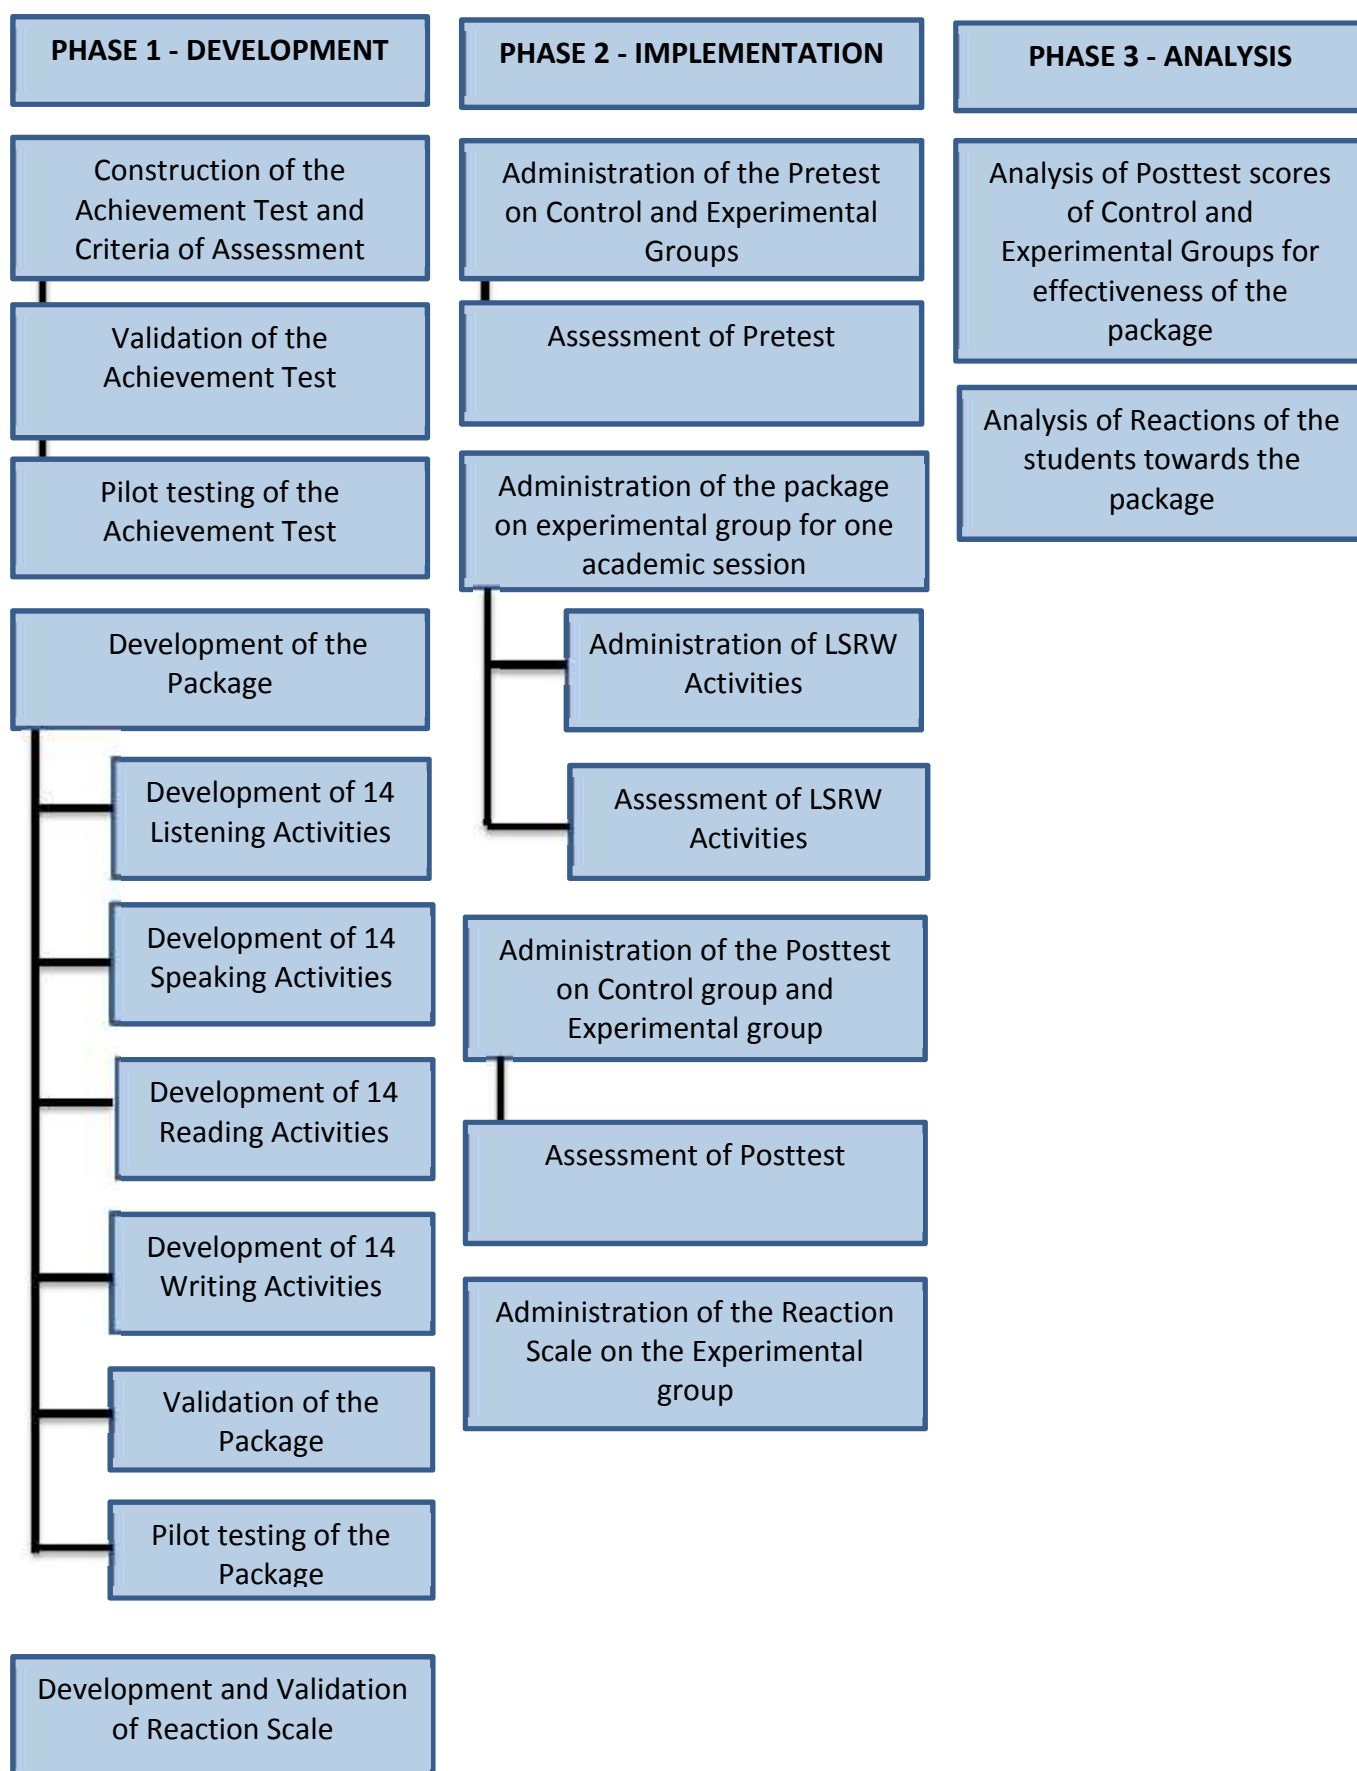 PHASE 1 - DEVELOPMENT
Construction of the
Achievement Test and
Criteria of Assessment
Validation of the
Achievement Test
Pilot testing of the
Achievement Test
Development of the
Package
Development of 14
Listening Activities
Development of 14
Speaking Activities
Development of 14
Reading Activities
Development of 14
Writing Activities
Validation of the
Package
Pilot testing of the
Package
Development and Validation
of Reaction Scale
PHASE 2 - IMPLEMENTATION
Administration of the Pretest
on Control and Experimental
Groups
Assessment of Pretest
Administration of the package
on experimental group for one
academic session
Administration of LSRW
Activities
Assessment of LSRW
Activities
Administration of the Posttest
on Control group and
Experimental group
Assessment of Posttest
Administration of the Reaction
Scale on the Experimental
group
PHASE 3 - ANALYSIS
Analysis of Posttest scores
of Control and
Experimental Groups for
effectiveness of the
package
Analysis of Reactions of the
students towards the
package